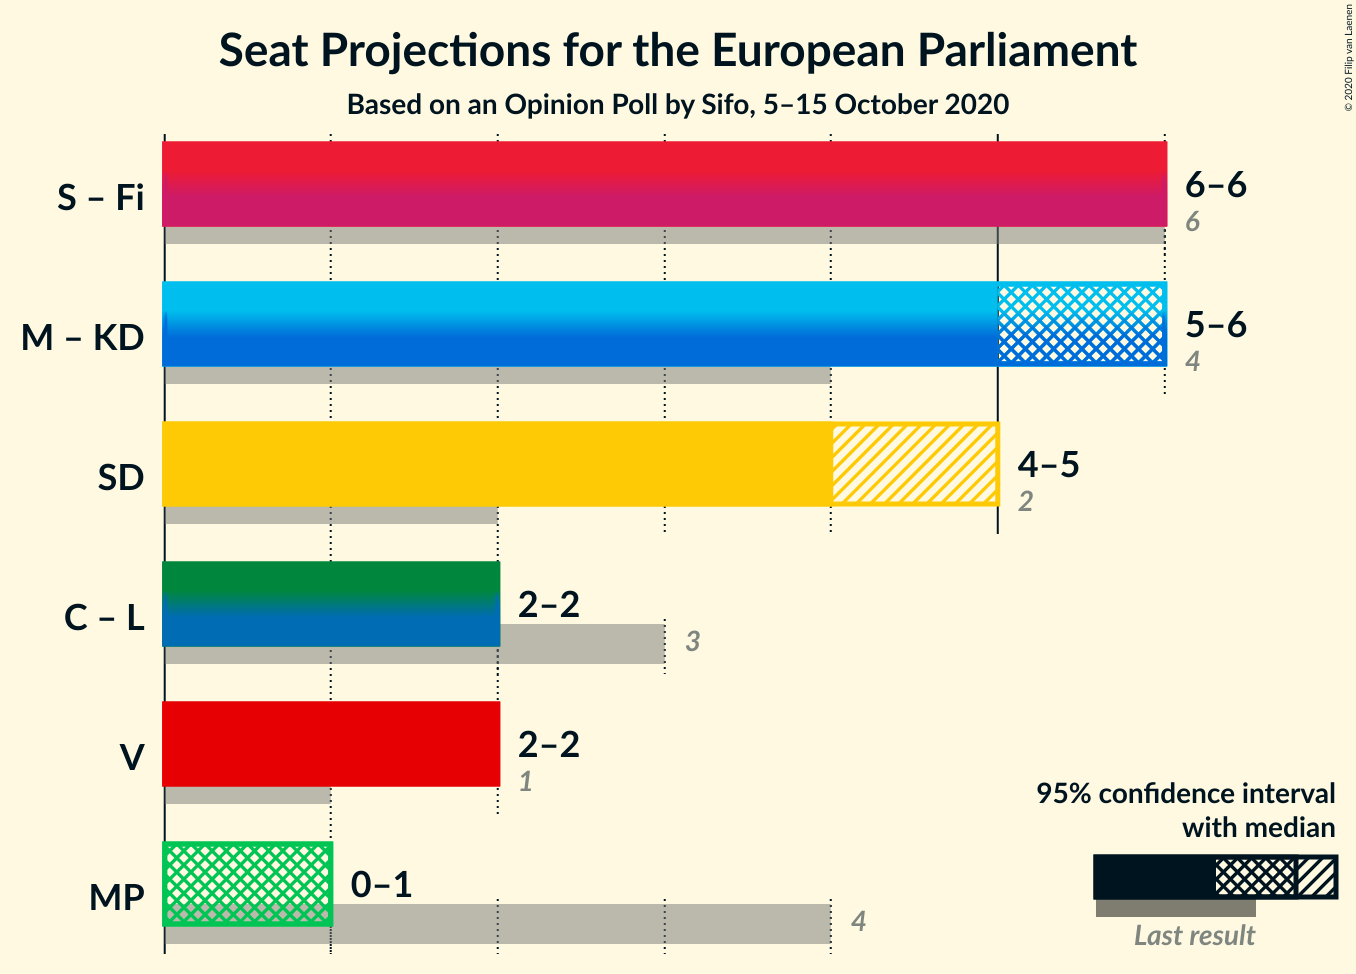 Seat Projections for the European Parliament
Based on an Opinion Poll by Sifo, 5–15 October 2020
© 2020 Filip van Laenen
S – Fi
6–6
6
M – KD
5–6
4
SD
4–5
2
C – L
2–2
3
V
2–2
1
MP
0–1
4
95% confidence interval
with median
Last result